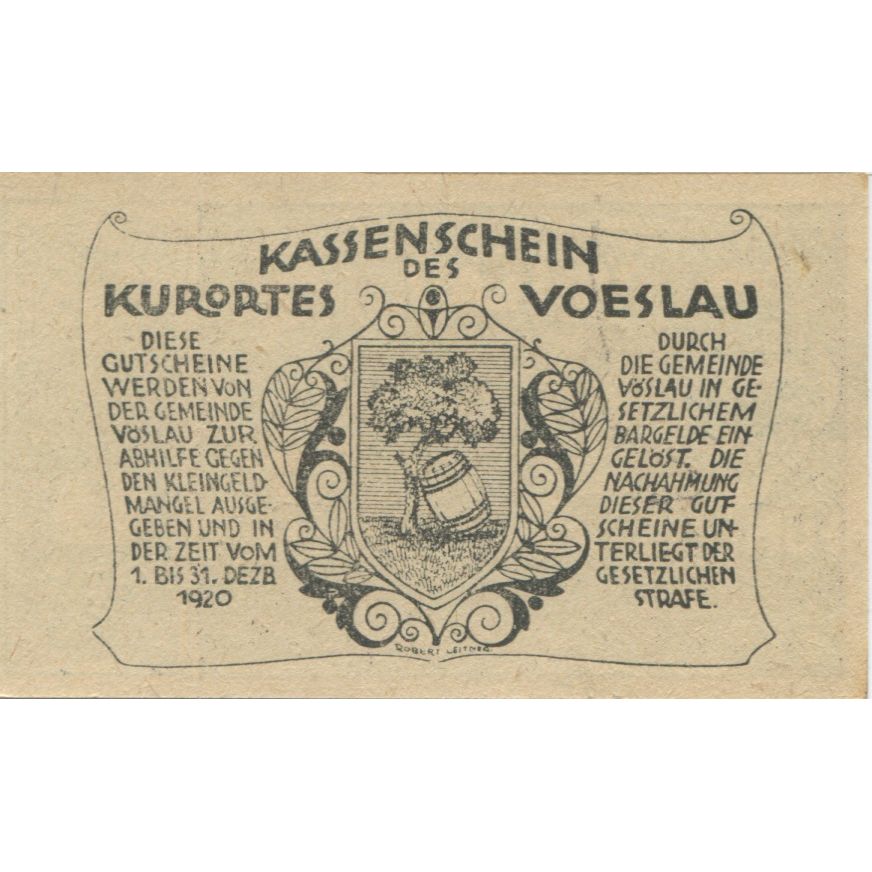 KASSENSCHEIN
DES
KURORTES VOESLAU
DIESE
GUTSCHEINE
WERDEN VON
DER GEMEINDE
VÖSLAU ZUR
ABHILFE GEGEN
DEN KLEINGELD-
MANGEL AUSGE-
GEBEN UND IN
DER ZEIT VOM
1. BIS 31. DEZB.
1920
DURCH
DIE GEMEINDE
VÖSLAU IN GE-
SETZLICHEM
BARGELDE EIN-
GELÖST. DIE
NACHAHMUNG
DIESER GUT-
SCHEINE UN-
TERLIEGT DER
GESETZLICHEN
STRAFE.
ROBERT LEITNER